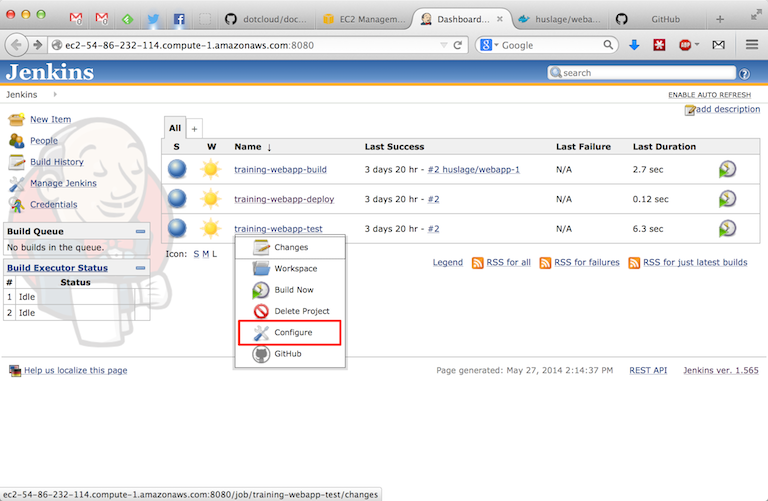 dotcloud/doc... EC2 Managem... Dashboard... huslage/weba... GitHub
ec2-54-86-232-114.compute-1.amazonaws.com:8080 Google
Jenkins search
Jenkins ENABLE AUTO REFRESH
add description
New Item
People
Build History
Manage Jenkins
Credentials
Build Queue
No builds in the queue.
Build Executor Status
# Status
1 Idle
2 Idle
All +
S W Name ↓ Last Success Last Failure Last Duration
training-webapp-build 3 days 20 hr - #2 huslage/webapp-1 N/A 2.7 sec
training-webapp-deploy 3 days 20 hr - #2 N/A 0.12 sec
training-webapp-test 3 days 20 hr - #2 N/A 6.3 sec
Icon: S M L
Legend RSS for all RSS for failures RSS for just latest builds
Changes
Workspace
Build Now
Delete Project
Configure
GitHub
Help us localize this page Page generated: May 27, 2014 2:14:37 PM REST API Jenkins ver. 1.565
ec2-54-86-232-114.compute-1.amazonaws.com:8080/job/training-webapp-test/changes